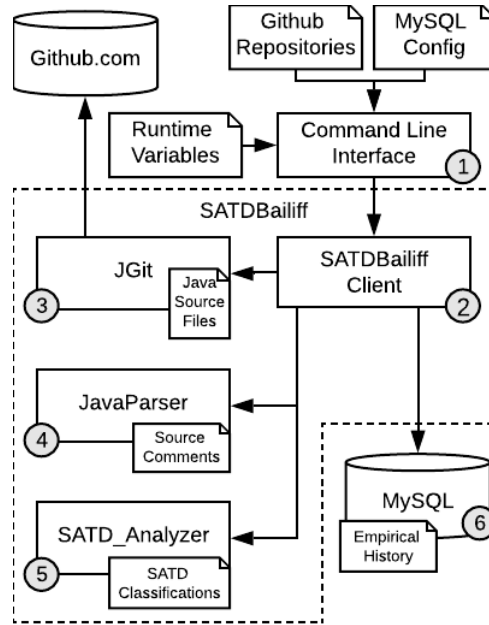 Github.com
Github
Repositories
MySQL
Config
Runtime
Variables
Command Line
Interface
1
SATDBailiff
JGit
Java
Source
Files
3
SATDBailiff
Client
2
JavaParser
Source
Comments
4
SATD_Analyzer
SATD
Classifications
5
MySQL
Empirical
History
6